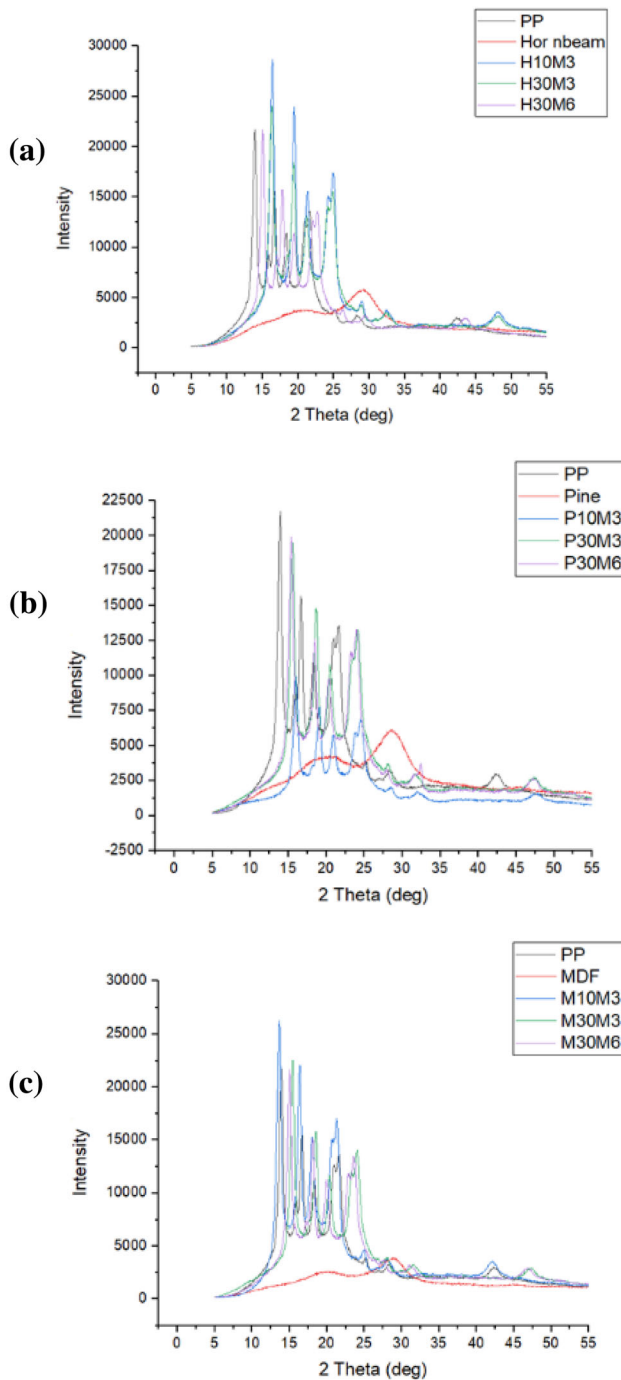 (a)
PP
Hor nbeam
H10M3
H30M3
H30M6
30000
25000
20000
15000
10000
5000
0
Intensity
0 5 10 15 20 25 30 35 40 45 50 55
2 Theta (deg)
(b)
PP
Pine
P10M3
P30M3
P30M6
22500
20000
17500
15000
12500
10000
7500
5000
2500
0
-2500
Intensity
0 5 10 15 20 25 30 35 40 45 50 55
2 Theta (deg)
(c)
PP
MDF
M10M3
M30M3
M30M6
30000
25000
20000
15000
10000
5000
0
Intensity
0 5 10 15 20 25 30 35 40 45 50 55
2 Theta (deg)